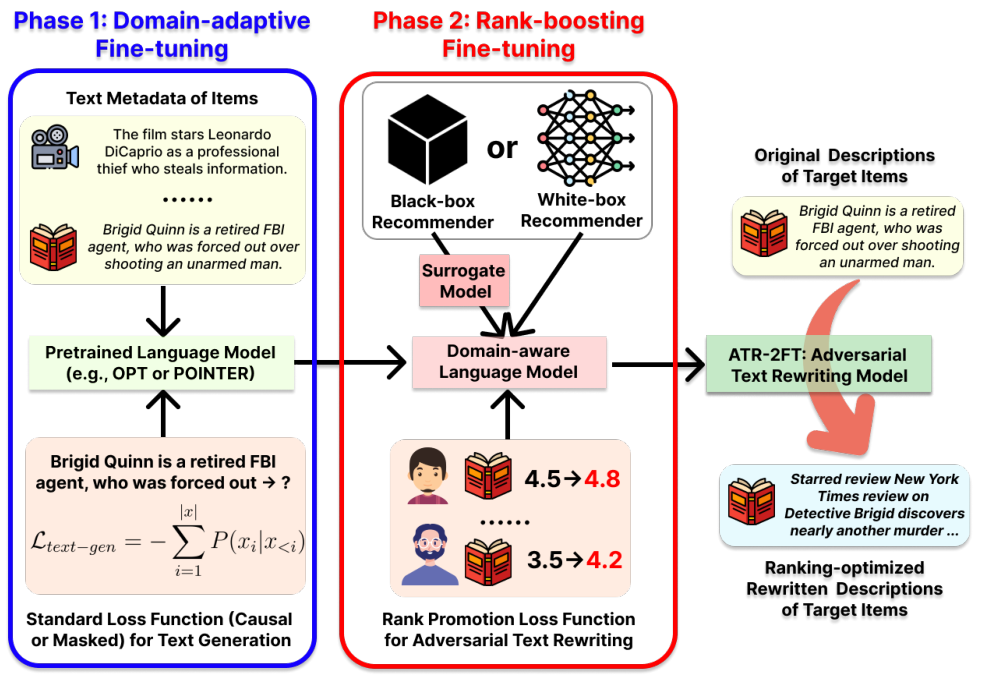 Phase 1: Domain-adaptive
Fine-tuning
Text Metadata of Items
The film stars Leonardo
DiCaprio as a professional
thief who steals information.
......
Brigid Quinn is a retired FBI
agent, who was forced out over
shooting an unarmed man.
Pretrained Language Model
(e.g., OPT or POINTER)
Brigid Quinn is a retired FBI
agent, who was forced out → ?
\mathcal{L}_{text-gen} = -\sum_{i=1}^{|x|} P(x_i|x_{<i})
Standard Loss Function (Causal
or Masked) for Text Generation
Phase 2: Rank-boosting
Fine-tuning
or
Black-box
Recommender
White-box
Recommender
Surrogate
Model
Domain-aware
Language Model
4.5→4.8
......
3.5→4.2
Rank Promotion Loss Function
for Adversarial Text Rewriting
Original Descriptions
of Target Items
Brigid Quinn is a retired
FBI agent, who was
forced out over shooting
an unarmed man.
ATR-2FT: Adversarial
Text Rewriting Model
Starred review New York
Times review on
Detective Brigid discovers
nearly another murder ...
Ranking-optimized
Rewritten Descriptions
of Target Items